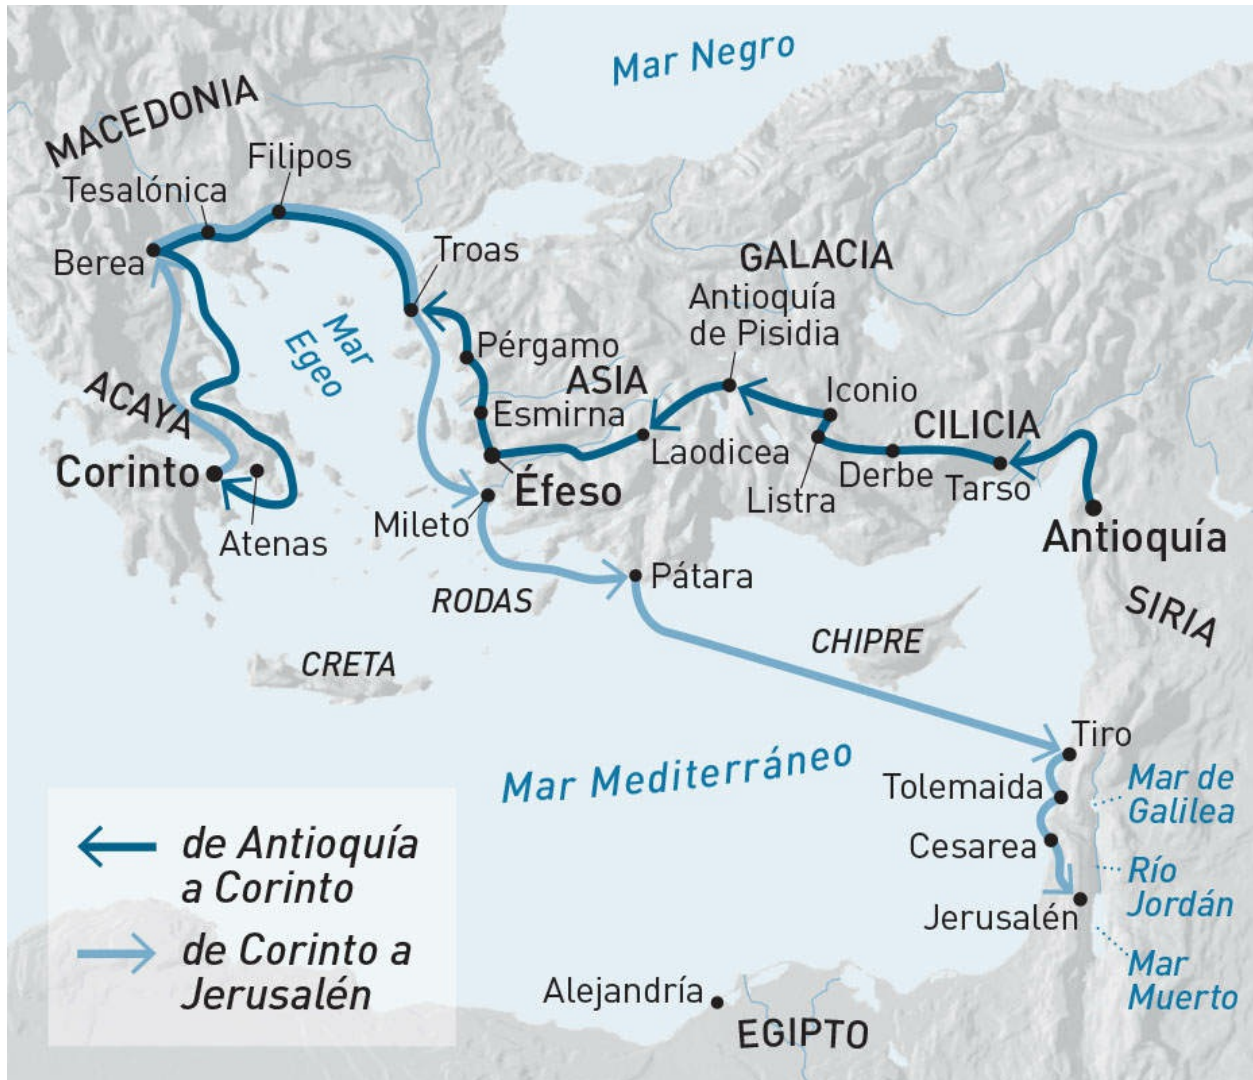 Mar Negro
MACEDONIA
Filipos
Tesalónica
Berea
Troas
GALACIA
Antioquía
de Pisidia
Mar
Egeo
Pérgamo
ASIA
Iconio
ACAYA
Esmirna
CILICIA
Laodicea
Corinto
Derbe
Tarso
Éfeso
Listra
Mileto
Atenas
Antioquía
Pátara
RODAS
SIRIA
CHIPRE
CRETA
Tiro
Mar Mediterráneo
Tolemaida
Mar de
Galilea
Cesarea
Río
Jordán
Jerusalén
Mar
Muerto
de Antioquía
a Corinto
de Corinto a
Jerusalén
Alejandría
EGIPTO